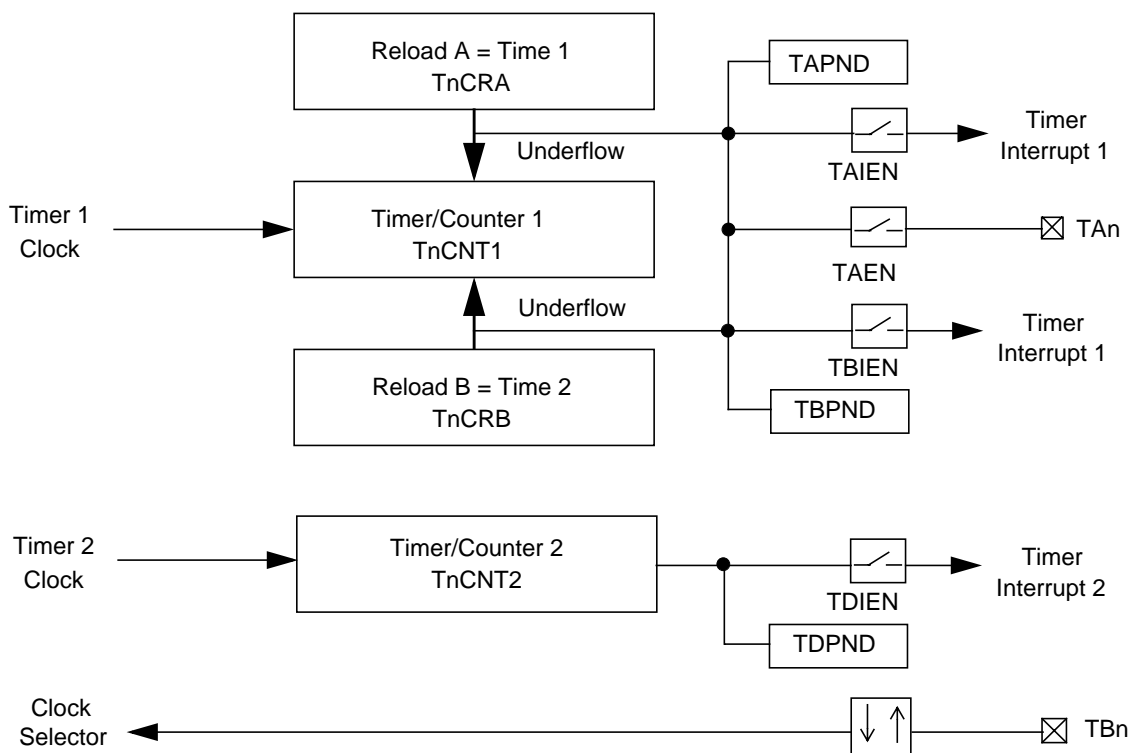 Reload A = Time 1
TnCRA
TAPND
Underflow
TAIEN
Timer
Interrupt 1
Timer 1
Clock
Timer/Counter 1
TnCNT1
TAEN
TAn
Underflow
TBIEN
Timer
Interrupt 1
Reload B = Time 2
TnCRB
TBPND
Timer 2
Clock
Timer/Counter 2
TnCNT2
TDIEN
Timer
Interrupt 2
TDPND
Clock
Selector
TBn